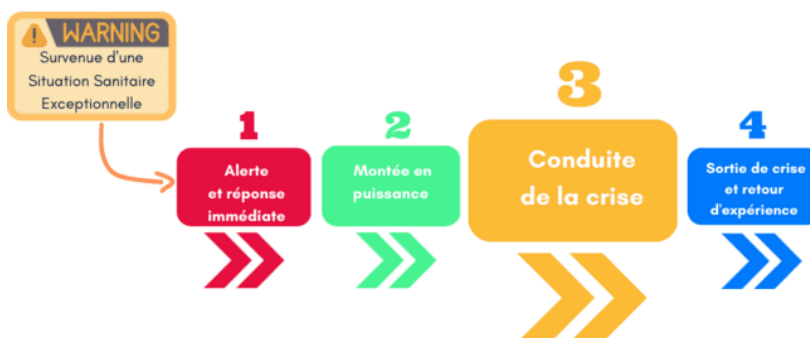 WARNING
Survenue d'une
Situation Sanitaire
Exceptionnelle
1
Alerte
et réponse
immédiate
2
Montée en
puissance
3
Conduite
de la crise
4
Sortie de crise
et retour
d'expérience